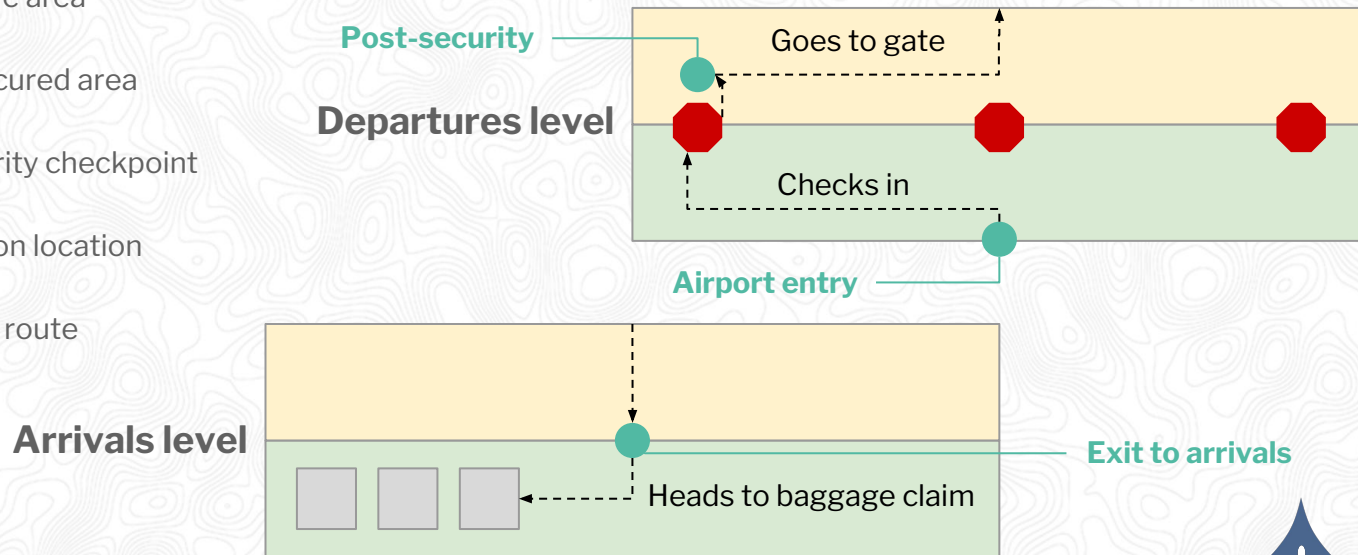 area
cured area
rity checkpoint
on location
route
Post-security
Goes to gate
Departures level
Checks in
Airport entry
Arrivals level
Exit to arrivals
Heads to baggage claim